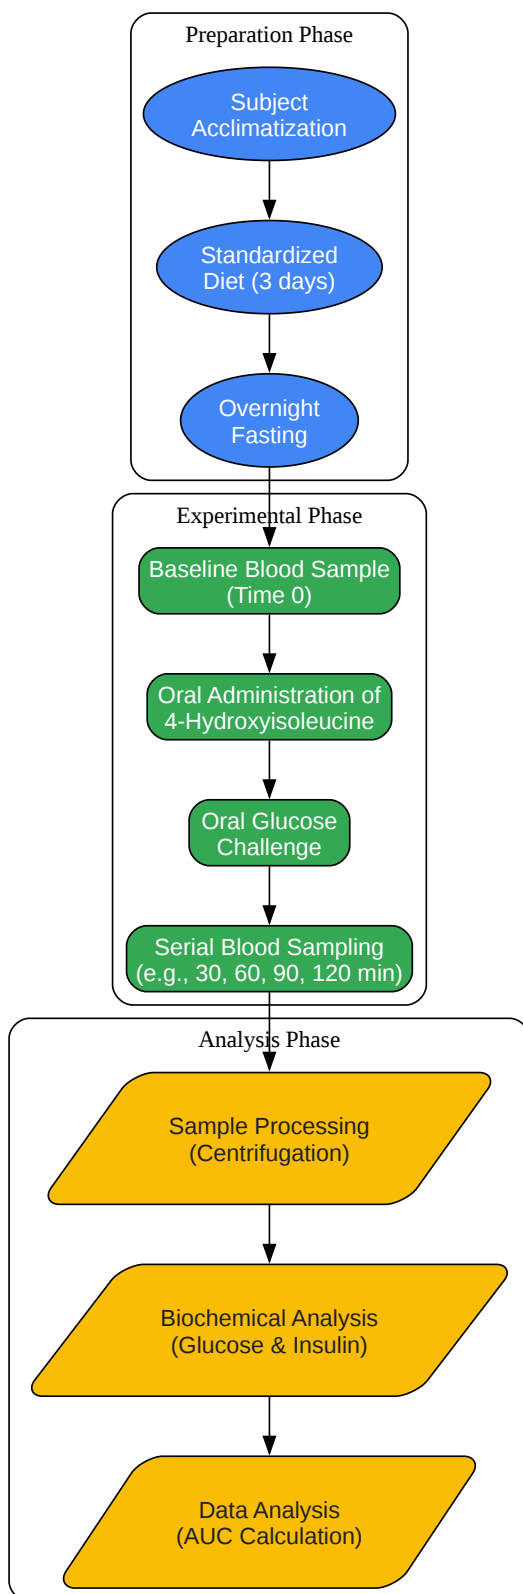 Preparation Phase
Subject
Acclimatization
Standardized
Diet (3 days)
Overnight
Fasting
Experimental Phase
Baseline Blood Sample
(Time 0)
Oral Administration of
4-Hydroxyisoleucine
Oral Glucose
Challenge
Serial Blood Sampling
(e.g., 30, 60, 90, 120 min)
Analysis Phase
Sample Processing
(Centrifugation)
Biochemical Analysis
(Glucose & Insulin)
Data Analysis
(AUC Calculation)